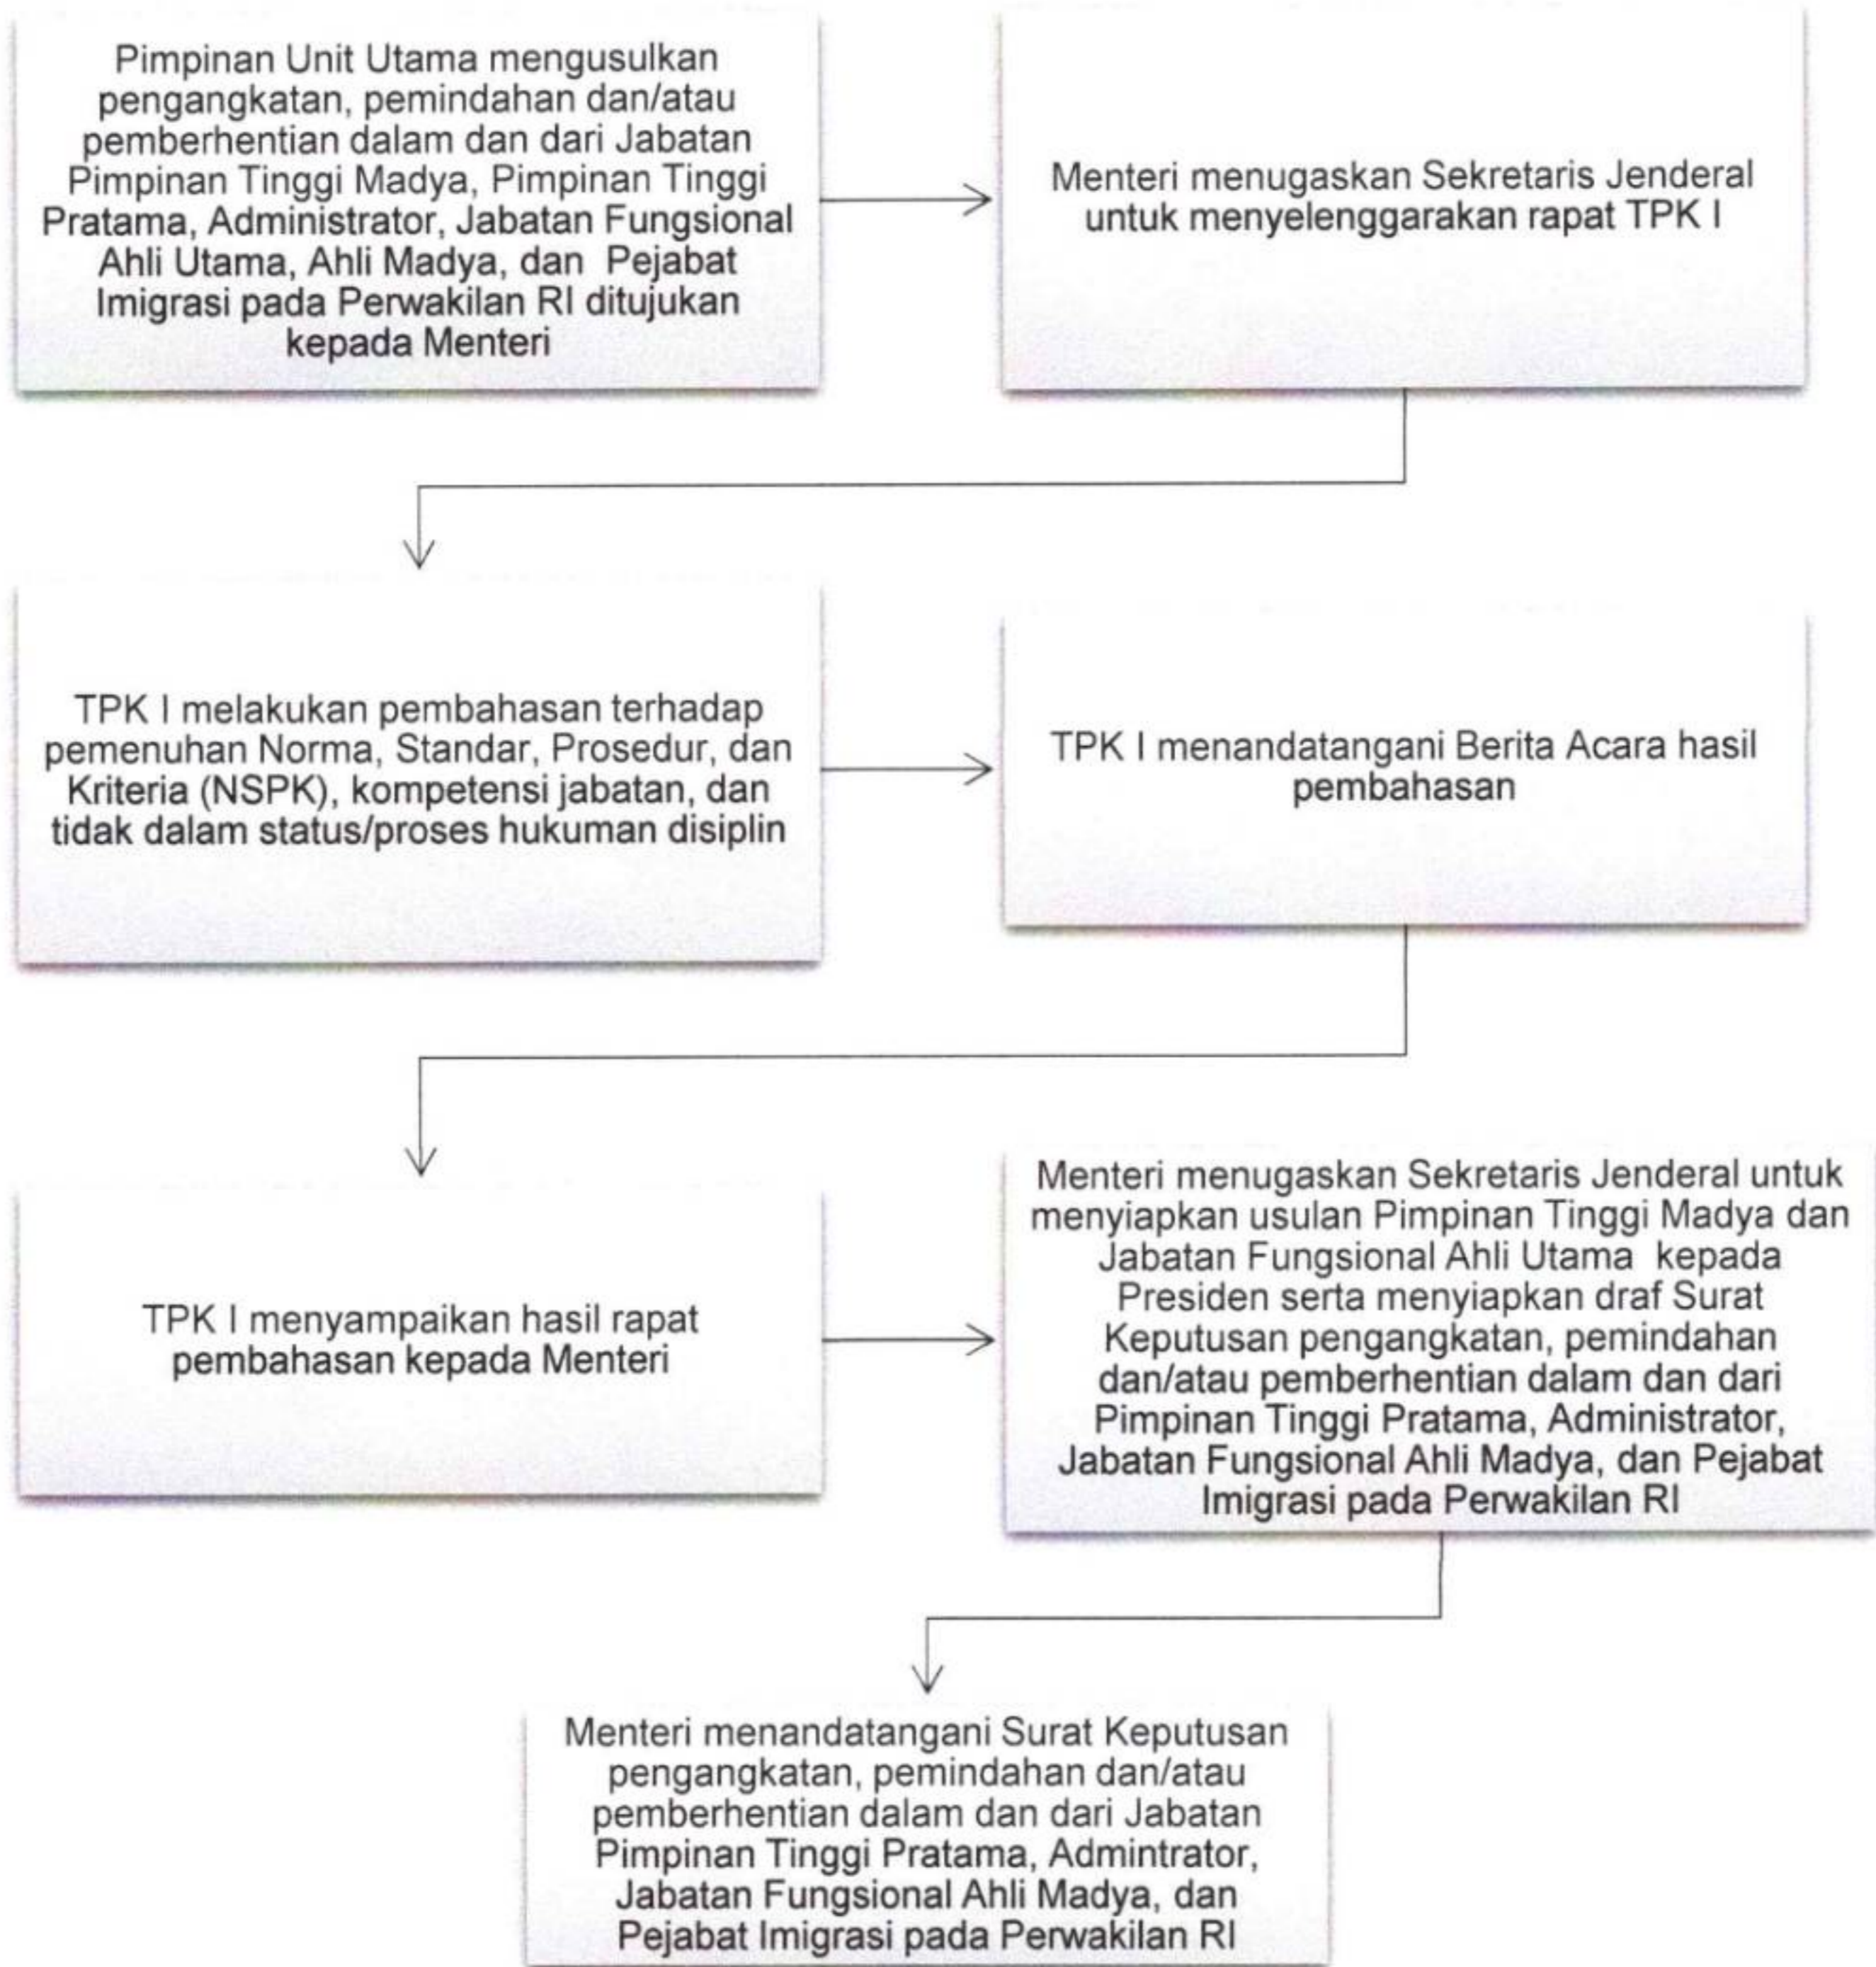 Pimpinan Unit Utama mengusulkan
pengangkatan, pemindahan dan/atau
pemberhentian dalam dan dari Jabatan
Pimpinan Tinggi Madya, Pimpinan Tinggi
Pratama, Administrator, Jabatan Fungsional
Ahli Utama, Ahli Madya, dan Pejabat
Imigrasi pada Perwakilan RI ditujukan
kepada Menteri
Menteri menugaskan Sekretaris Jenderal
untuk menyelenggarakan rapat TPK I
TPK I melakukan pembahasan terhadap
pemenuhan Norma, Standar, Prosedur, dan
Kriteria (NSPK), kompetensi jabatan, dan
tidak dalam status/proses hukuman disiplin
TPK I menandatangani Berita Acara hasil
pembahasan
TPK I menyampaikan hasil rapat
pembahasan kepada Menteri
Menteri menugaskan Sekretaris Jenderal untuk
menyiapkan usulan Pimpinan Tinggi Madya dan
Jabatan Fungsional Ahli Utama kepada
Presiden serta menyiapkan draf Surat
Keputusan pengangkatan, pemindahan
dan/atau pemberhentian dalam dan dari
Pimpinan Tinggi Pratama, Administrator,
Jabatan Fungsional Ahli Madya, dan Pejabat
Imigrasi pada Perwakilan RI
Menteri menandatangani Surat Keputusan
pengangkatan, pemindahan dan/atau
pemberhentian dalam dan dari Jabatan
Pimpinan Tinggi Pratama, Admintrator,
Jabatan Fungsional Ahli Madya, dan
Pejabat Imigrasi pada Perwakilan RI